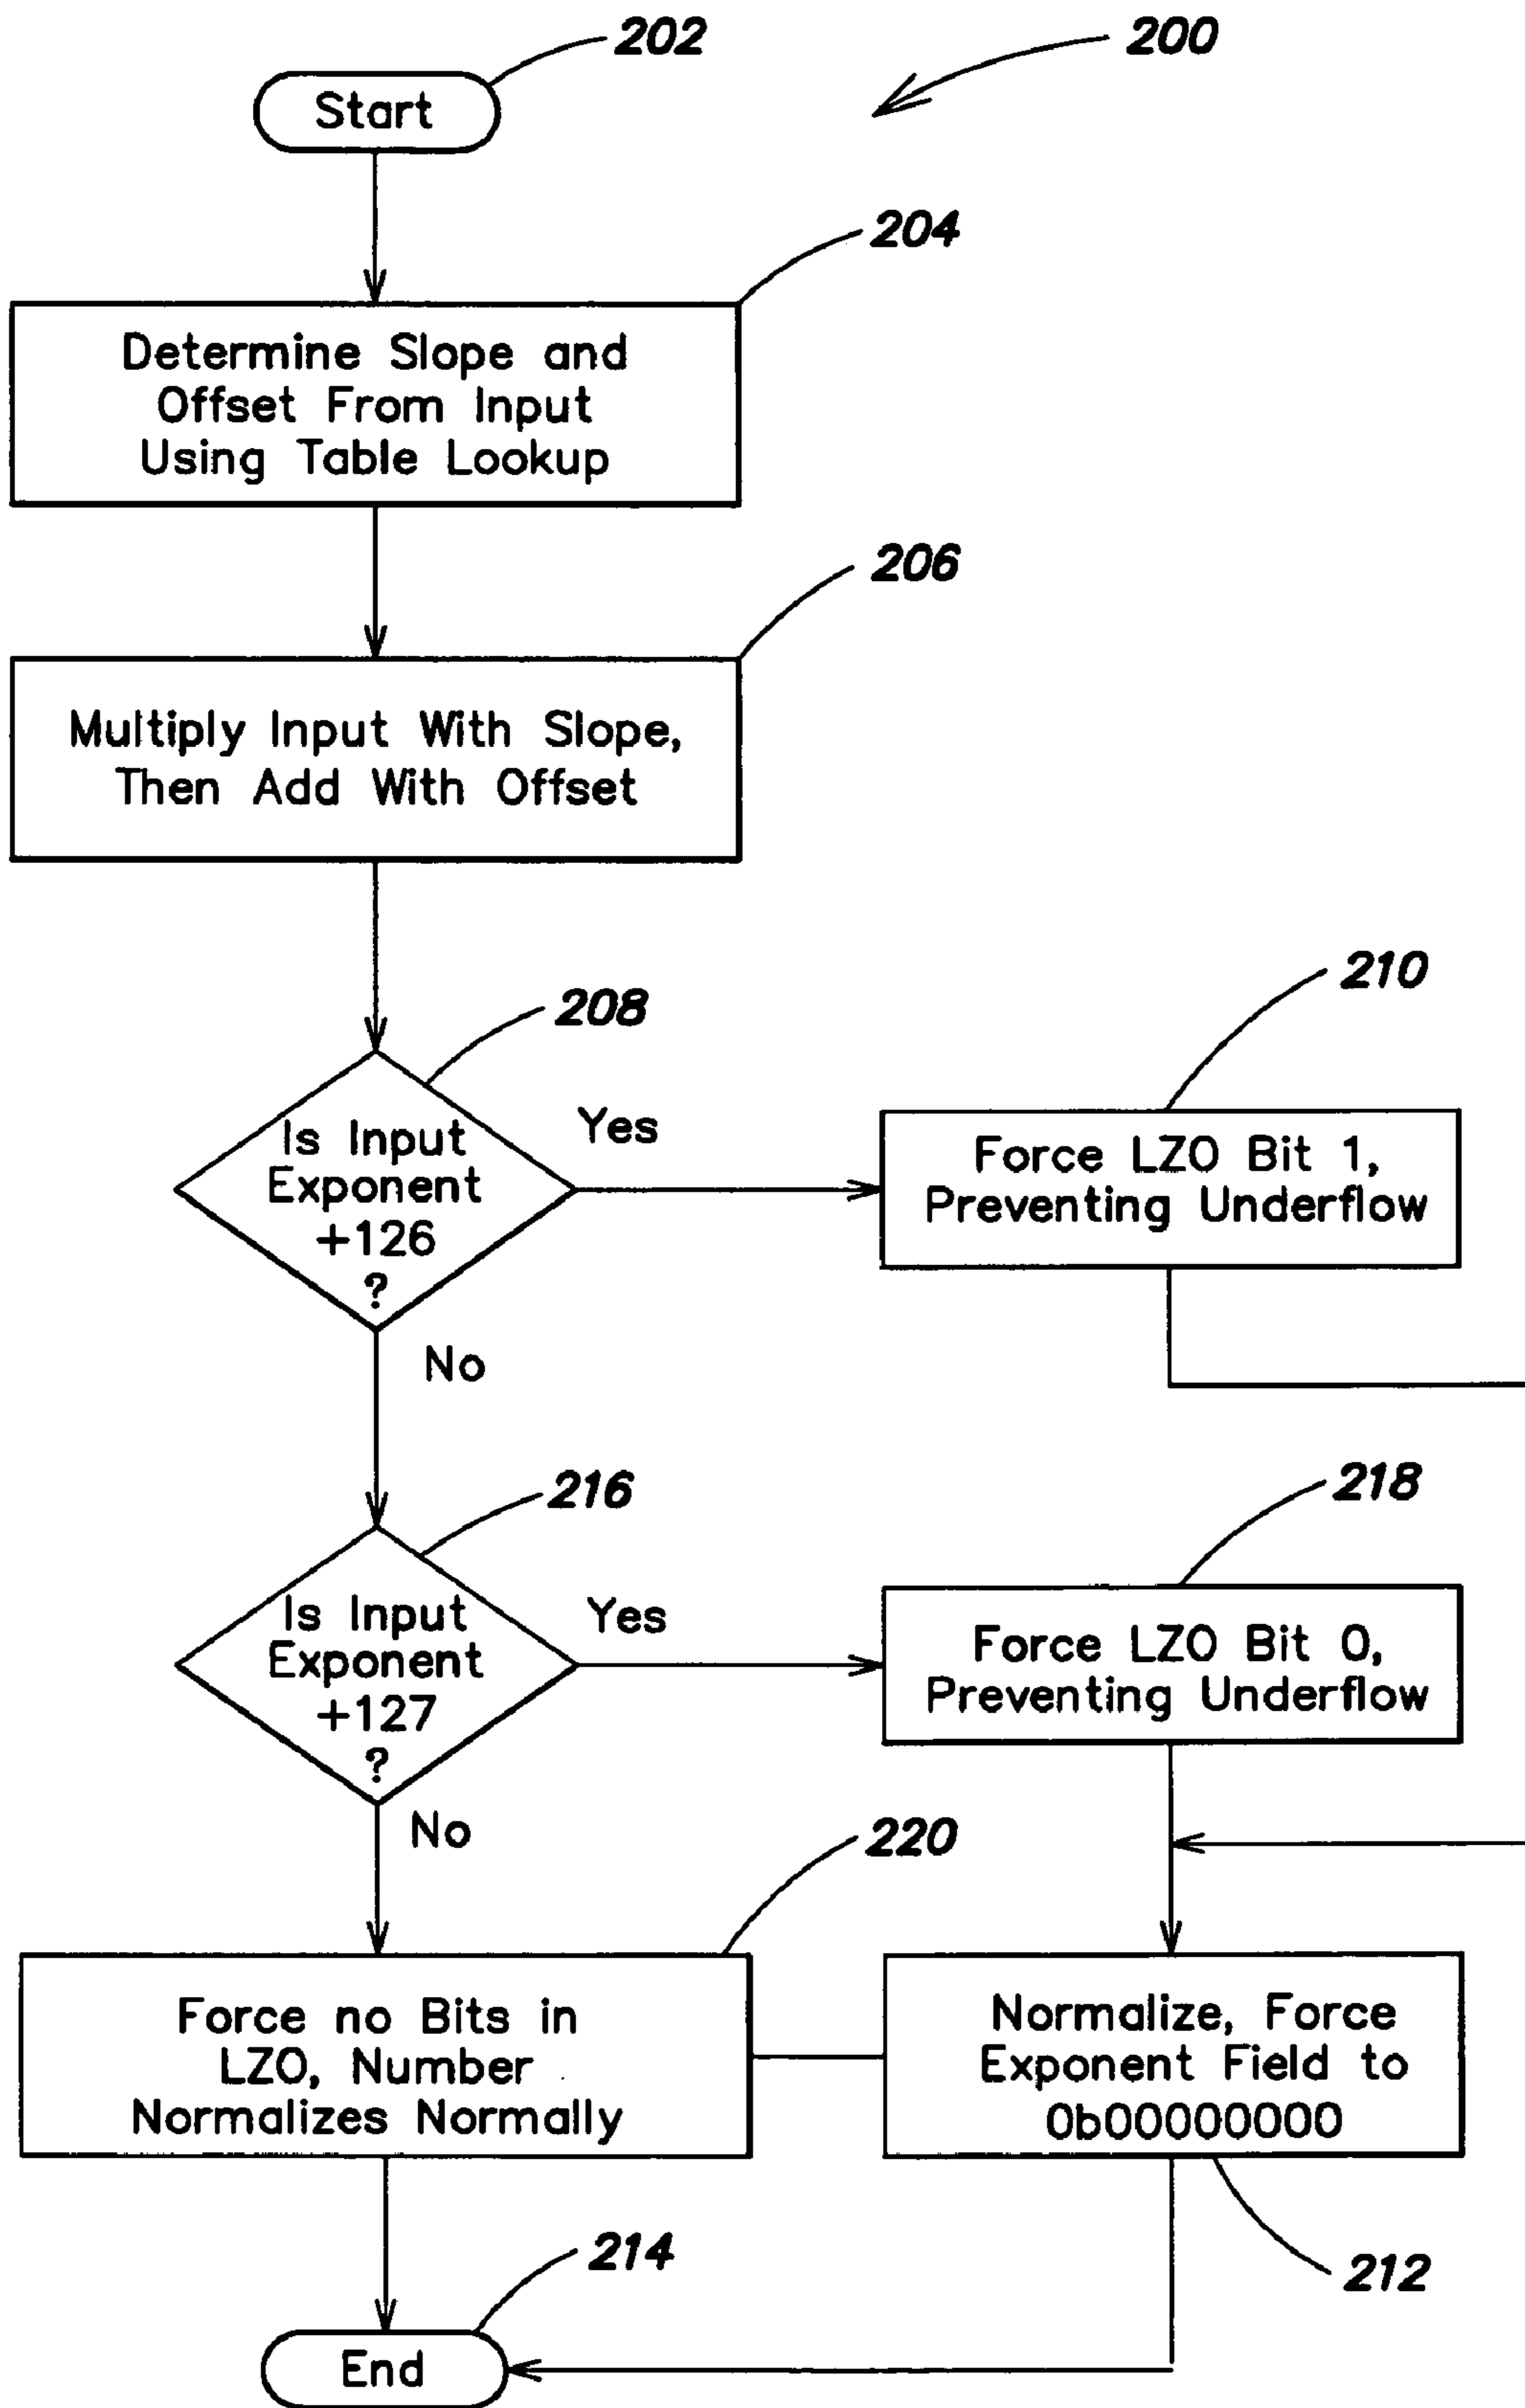 202
200
Start
204
Determine Slope and
Offset From Input
Using Table Lookup
206
Multiply Input With Slope,
Then Add With Offset
208
210
Is Input
Exponent
+126
?
Yes
Force LZO Bit 1,
Preventing Underflow
No
216
218
Is Input
Exponent
+127
?
Yes
Force LZO Bit 0,
Preventing Underflow
No
220
Force no Bits in
LZO, Number
Normalizes Normally
Normalize, Force
Exponent Field to
0b00000000
214
212
End